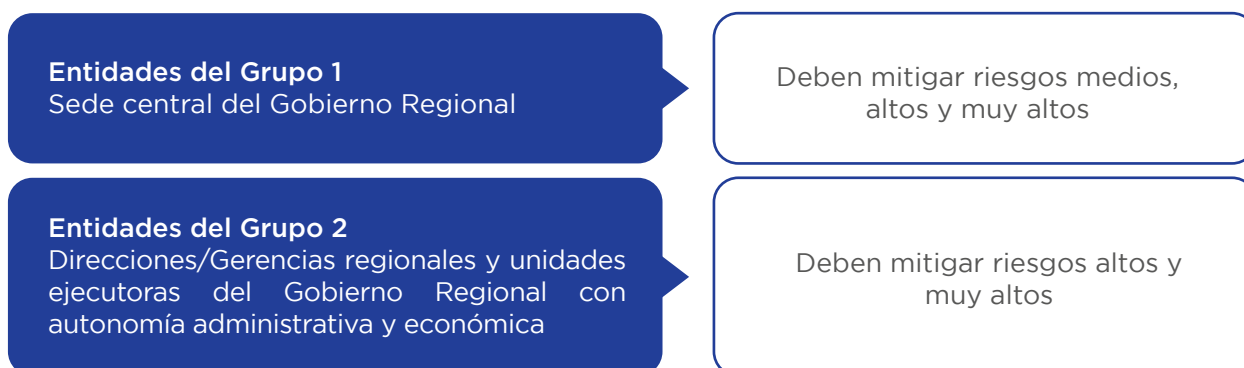 Entidades del Grupo 1
Sede central del Gobierno Regional
Deben mitigar riesgos medios,
altos y muy altos
Entidades del Grupo 2
Direcciones/Gerencias regionales y unidades
ejecutoras del Gobierno Regional con
autonomía administrativa y económica
Deben mitigar riesgos altos y
muy altos